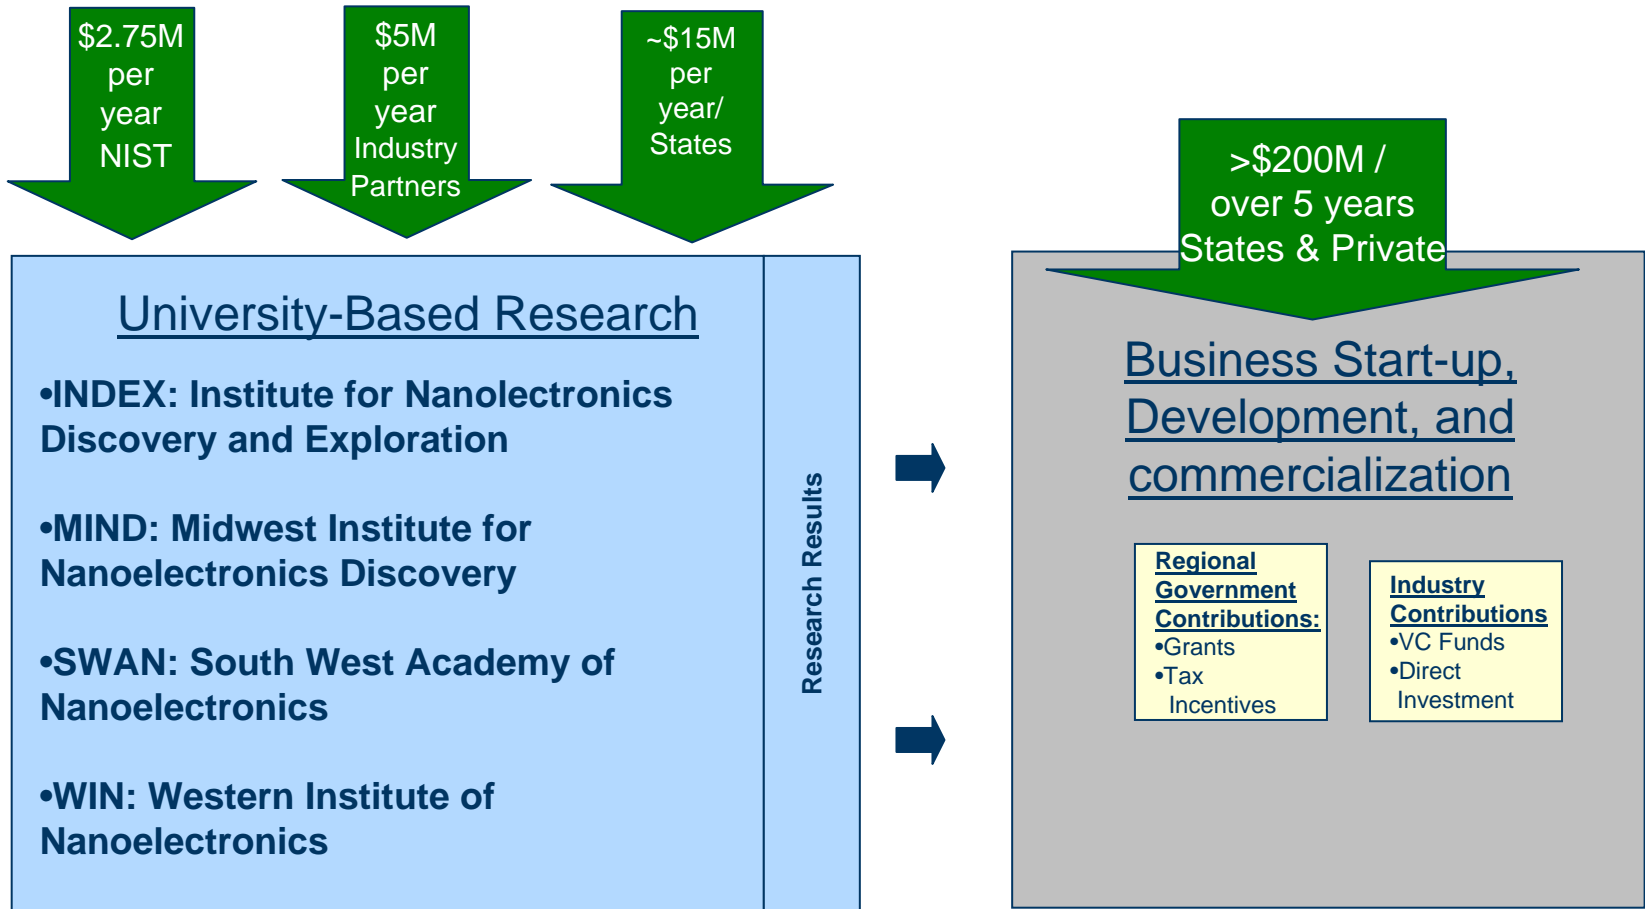 $2.75M
per
year
NIST
$5M
per
year
Industry
Partners
~$15M
per
year/
States
>$200M /
over 5 years
States & Private
University-Based Research
•INDEX: Institute for Nanolectronics
Discovery and Exploration
•MIND: Midwest Institute for
Nanoelectronics Discovery
•SWAN: South West Academy of
Nanoelectronics
•WIN: Western Institute of
Nanoelectronics
Research Results
Business Start-up,
Development, and
commercialization
Regional
Government
Contributions:
•Grants
•Tax
Incentives
Industry
Contributions
•VC Funds
•Direct
Investment